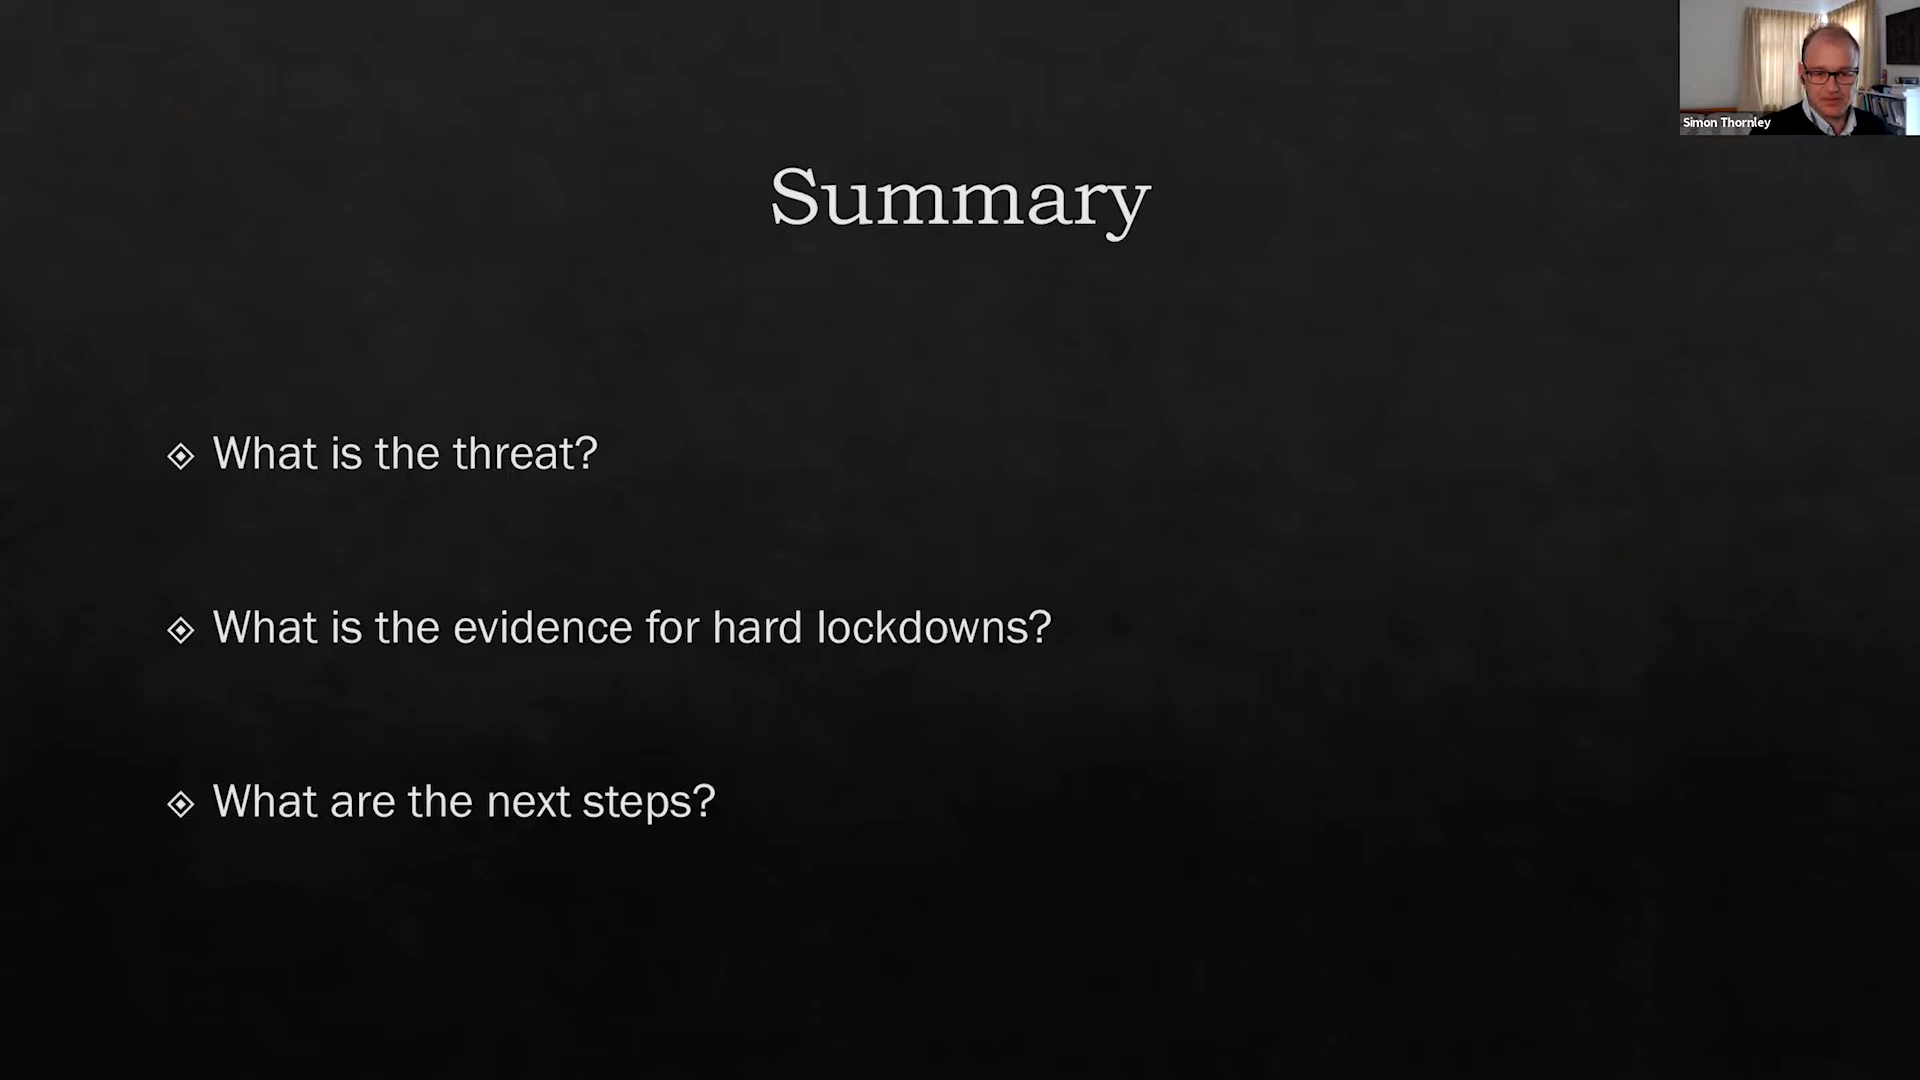 Simon Thornley
Summary
What is the threat?
What is the evidence for hard lockdowns?
What are the next steps?